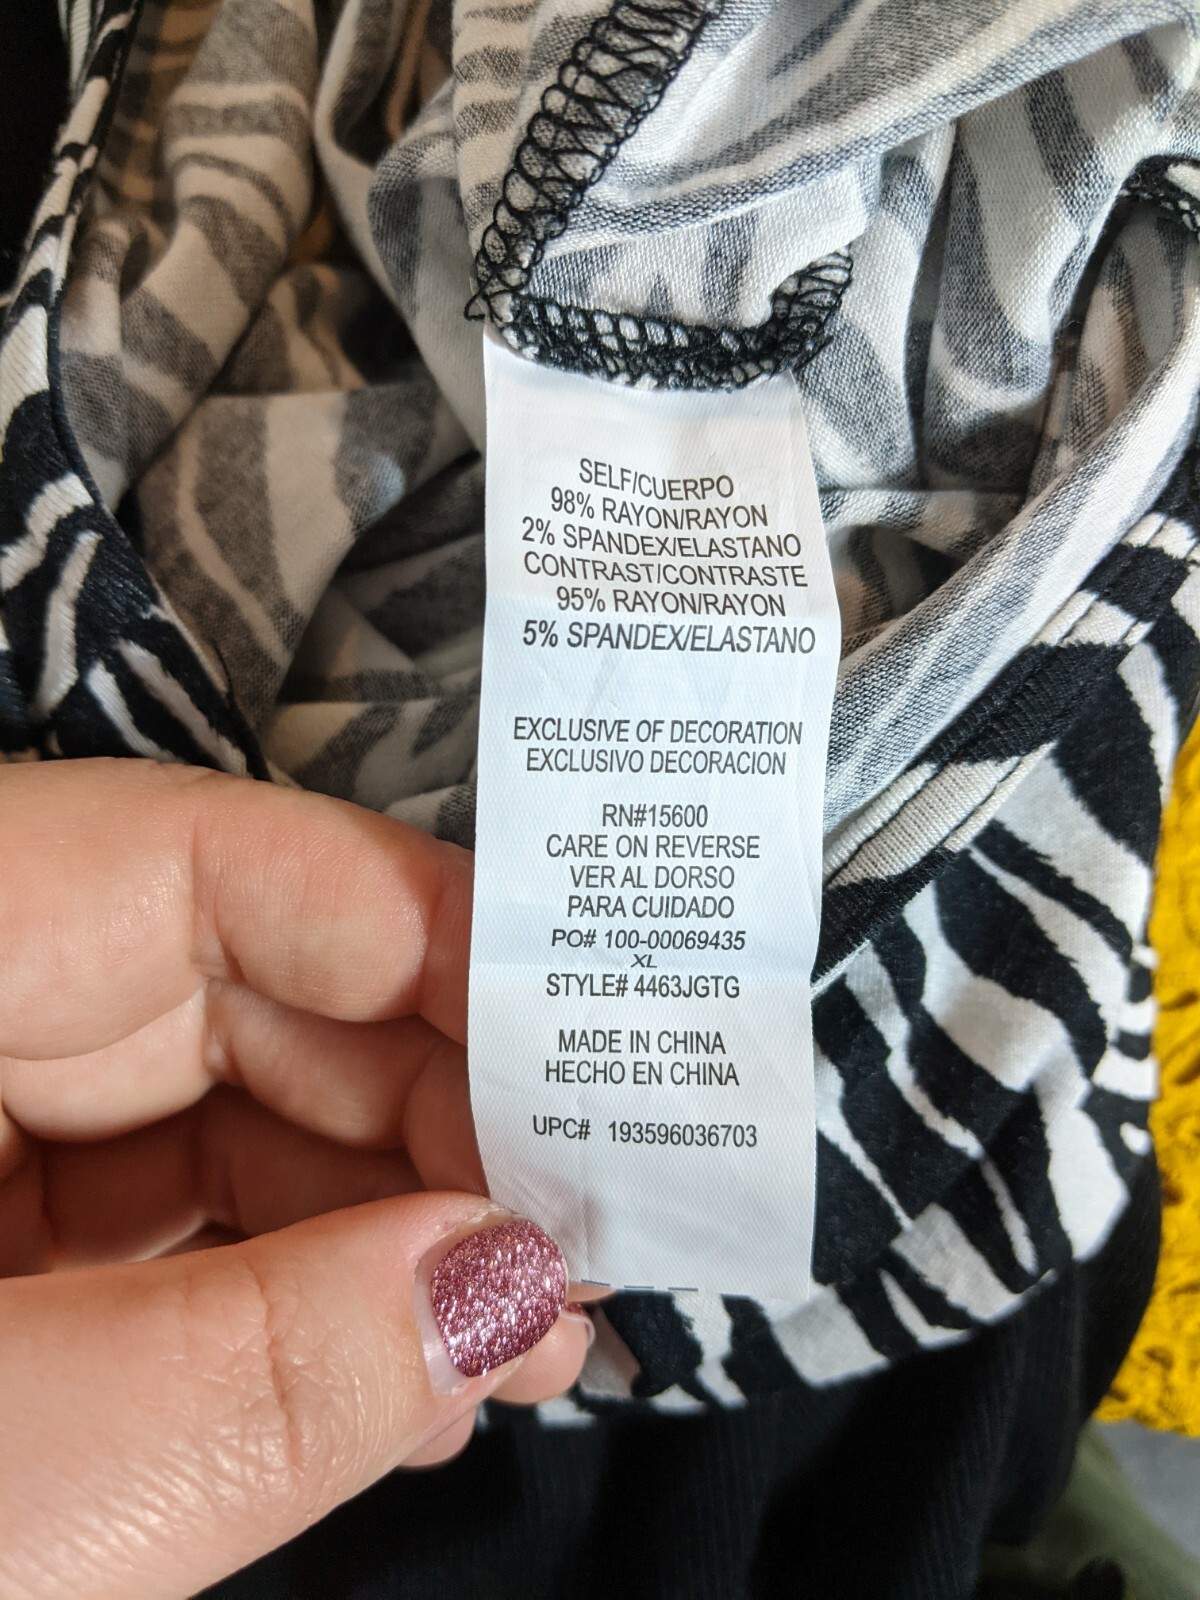 SELF/CUERPO
98% RAYON/RAYON
2% SPANDEX/ELASTANO
CONTRAST/CONTRASTE
95% RAYON/RAYON
5% SPANDEX/ELASTANO
EXCLUSIVE OF DECORATION
EXCLUSIVO DECORACION
RN#15600
CARE ON REVERSE
VER AL DORSO
PARA CUIDADO
PO# 100-00069435
XL
STYLE# 4463JGTG
MADE IN CHINA
HECHO EN CHINA
UPC# 193596036703